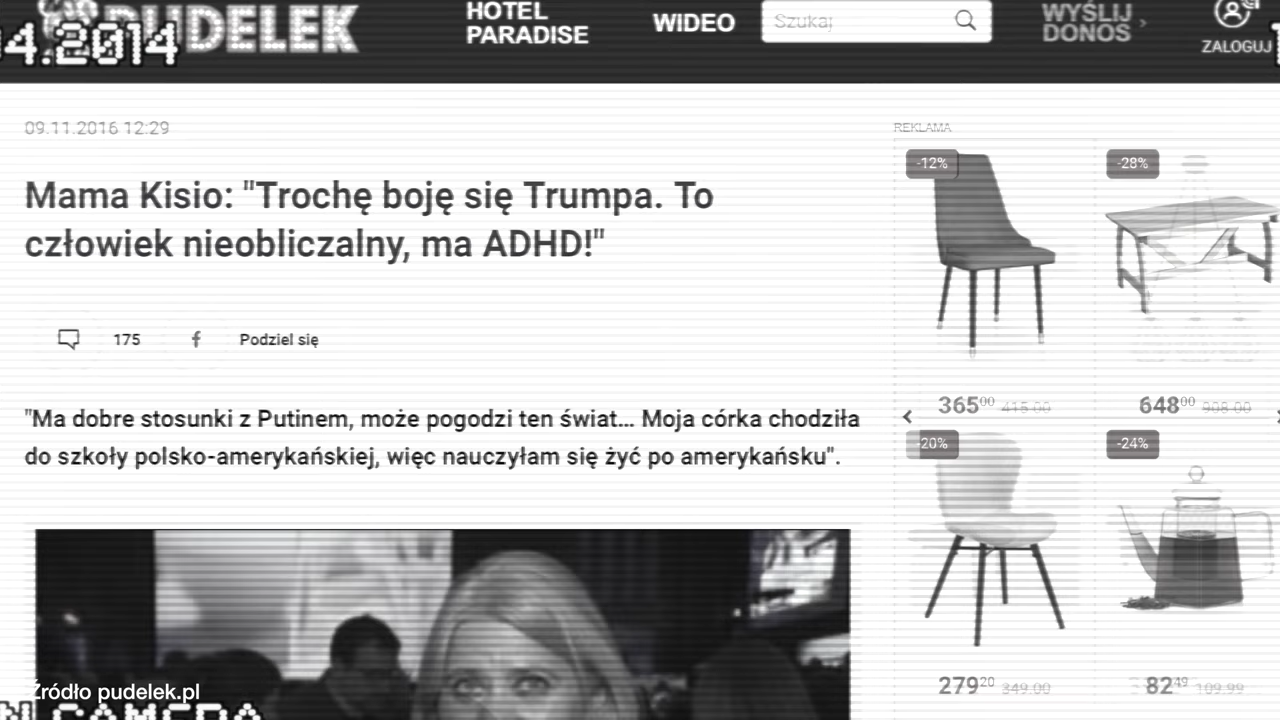 4.2014
PUDELEK
HOTEL
PARADISE
WIDEO
Szukaj
WYŚLIJ
DONOS
ZALOGUJ
09.11.2016 12:29
REKLAMA
Mama Kisio: "Trochę boję się Trumpa. To
człowiek nieobliczalny, ma ADHD!"
175
Podziel się
"Ma dobre stosunki z Putinem, może pogodzi ten świat... Moja córka chodziła
do szkoły polsko-amerykańskiej, więc nauczyłam się żyć po amerykańsku".
-12%
-28%
365⁰⁰ 415.00
648⁰⁰ 908.00
-20%
-24%
279²⁰ 349.00
82⁴⁹ 109.99
Źródło pudelek.pl
N CAMERA